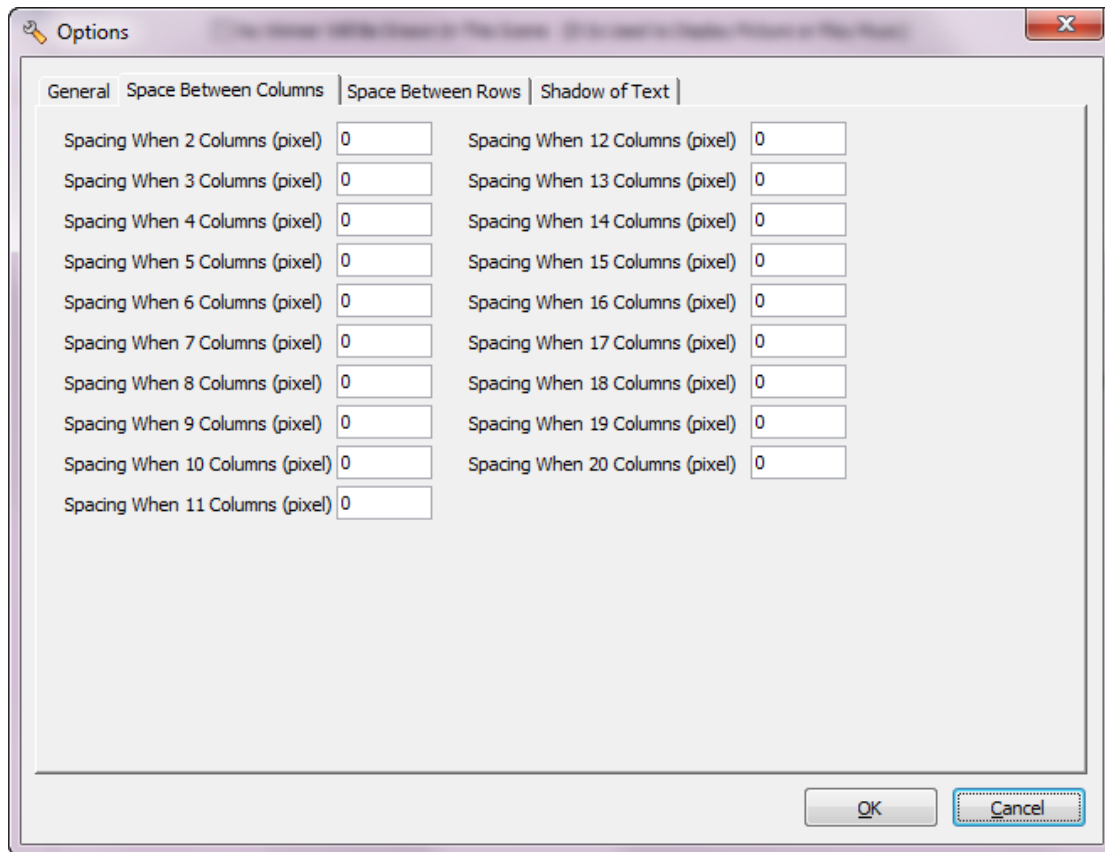 Options
General Space Between Columns Space Between Rows Shadow of Text
Spacing When 2 Columns (pixel) 0 Spacing When 12 Columns (pixel) 0
Spacing When 3 Columns (pixel) 0 Spacing When 13 Columns (pixel) 0
Spacing When 4 Columns (pixel) 0 Spacing When 14 Columns (pixel) 0
Spacing When 5 Columns (pixel) 0 Spacing When 15 Columns (pixel) 0
Spacing When 6 Columns (pixel) 0 Spacing When 16 Columns (pixel) 0
Spacing When 7 Columns (pixel) 0 Spacing When 17 Columns (pixel) 0
Spacing When 8 Columns (pixel) 0 Spacing When 18 Columns (pixel) 0
Spacing When 9 Columns (pixel) 0 Spacing When 19 Columns (pixel) 0
Spacing When 10 Columns (pixel) 0 Spacing When 20 Columns (pixel) 0
Spacing When 11 Columns (pixel) 0
OK Cancel